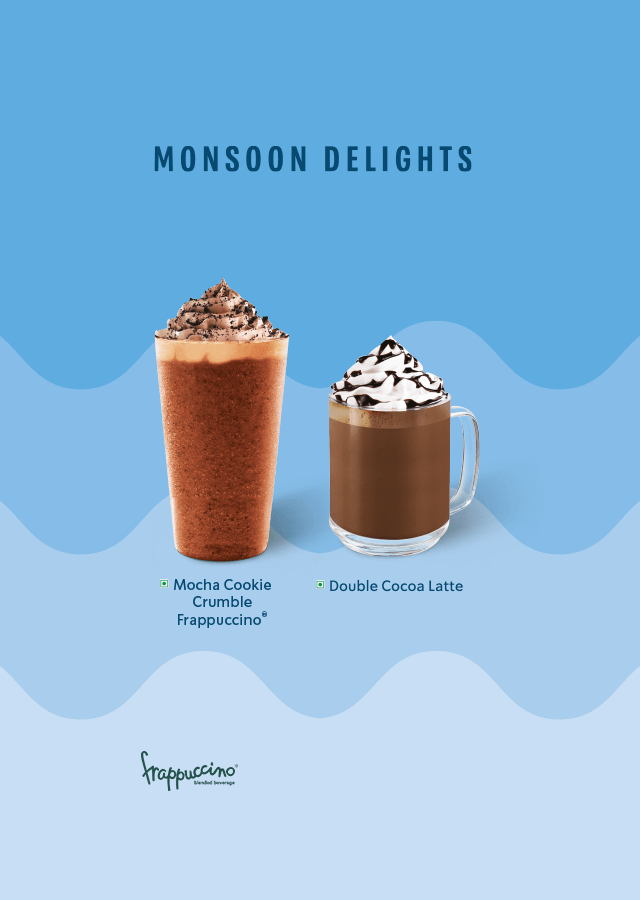 MONSOON DELIGHTS
Mocha Cookie
Crumble
Frappuccino®
Double Cocoa Latte
frappuccino®
blended beverage